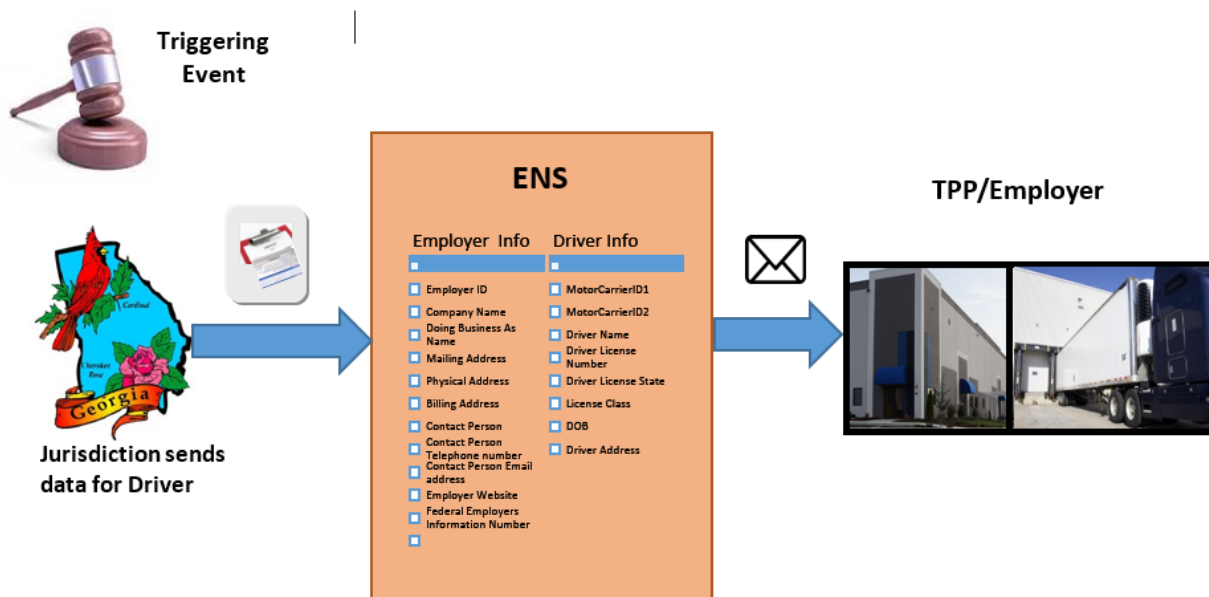 Triggering
Event
Cardinal
Cherokee
Rose
Georgia
Jurisdiction sends
data for Driver
ENS
Employer Info
Employer ID
Company Name
Doing Business As
Name
Mailing Address
Physical Address
Billing Address
Contact Person
Contact Person
Telephone number
Contact Person Email
address
Employer Website
Federal Employers
Information Number
Driver Info
MotorCarrierID1
MotorCarrierID2
Driver Name
Driver License
Number
Driver License State
License Class
DOB
Driver Address
TPP/Employer